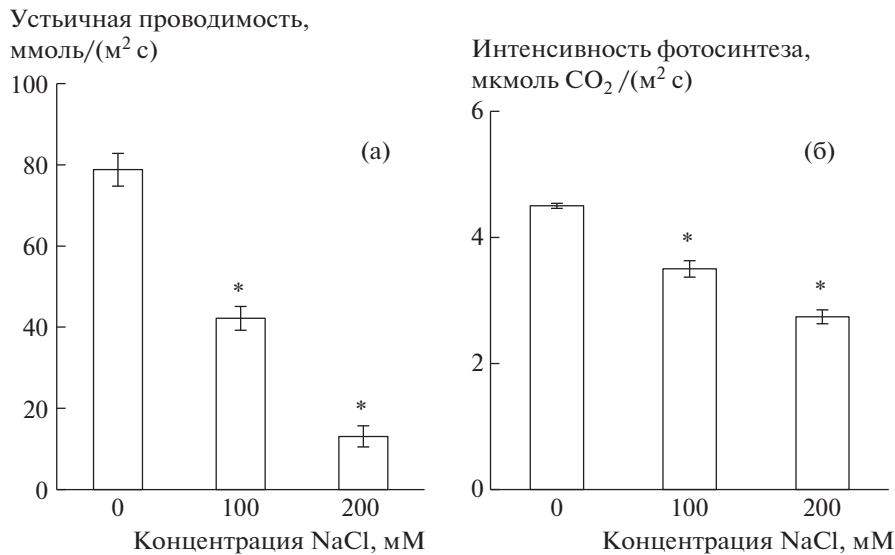 Устьичная проводимость,
ммоль/(м² с)
100
80
60
40
20
0
(а)
*
*
0 100 200
Концентрация NaCl, мМ
Интенсивность фотосинтеза,
мкмоль CO₂ /(м² с)
6
4
2
0
(б)
*
*
0 100 200
Концентрация NaCl, мМ